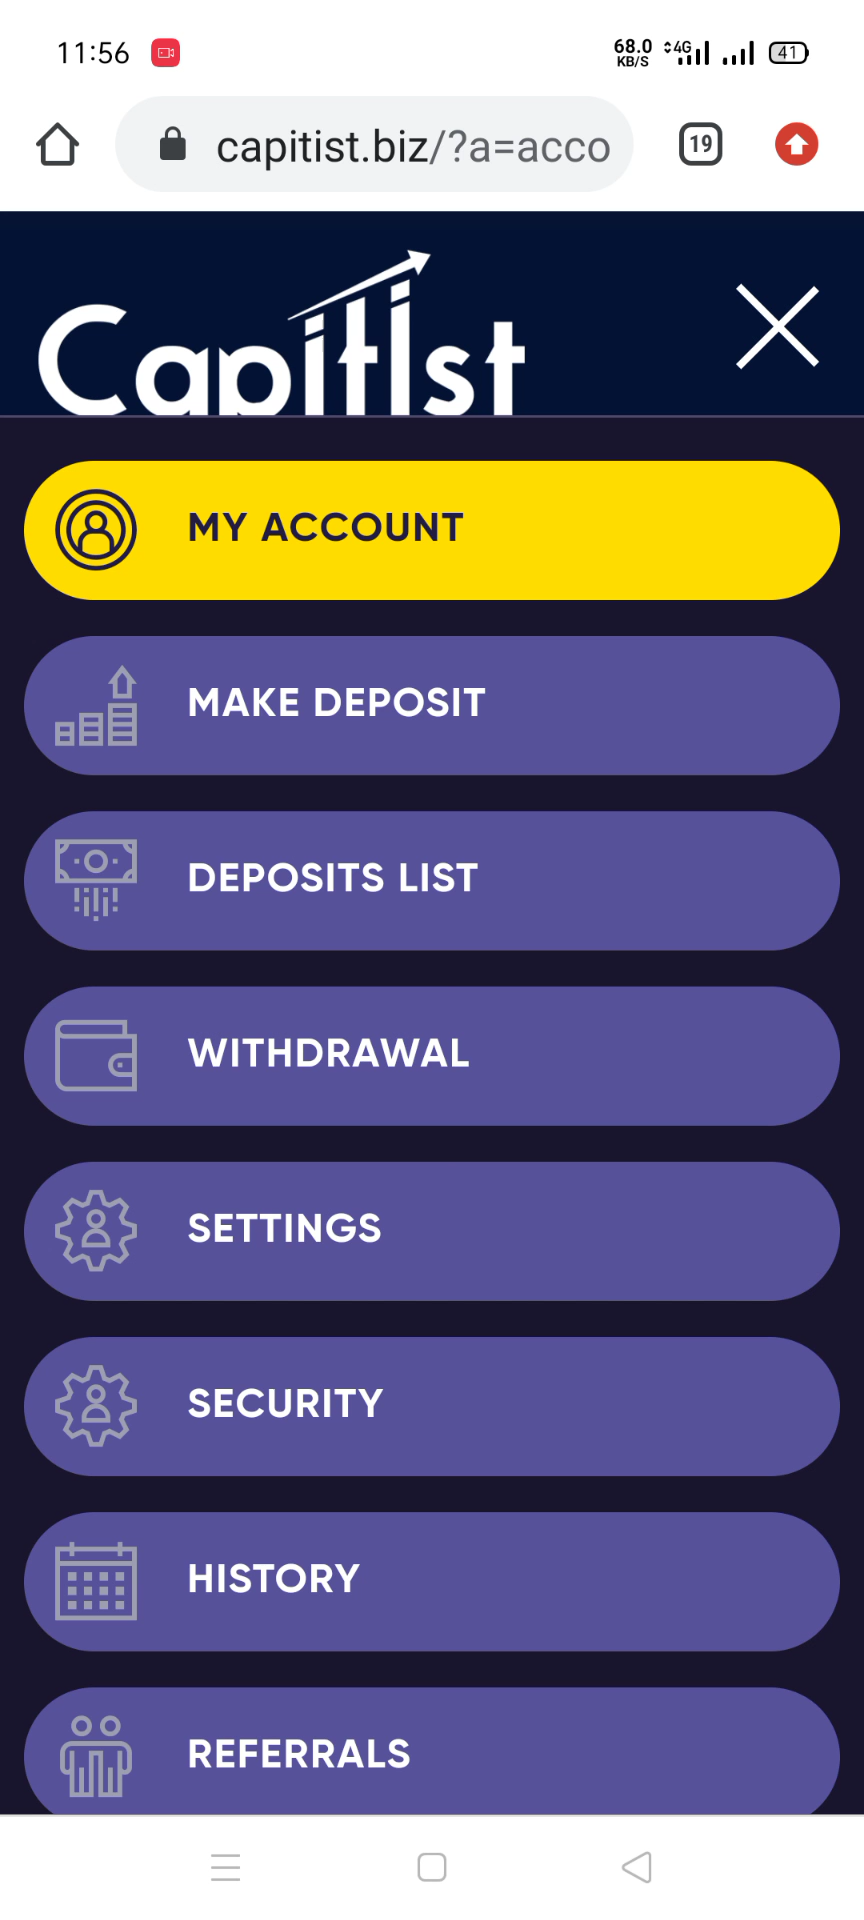 11:56
68.0
KB/S
4G
41
capitist.biz/?a=acco
19
Capitist
MY ACCOUNT
MAKE DEPOSIT
DEPOSITS LIST
WITHDRAWAL
SETTINGS
SECURITY
HISTORY
REFERRALS